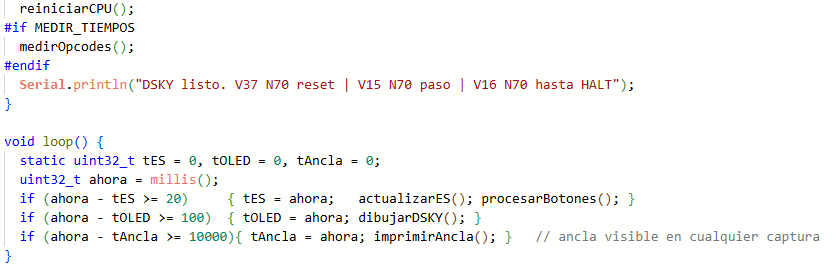 reiniciarCPU();
#if MEDIR_TIEMPOS
medirOpcodes();
#endif
Serial.println("DSKY listo. V37 N70 reset | V15 N70 paso | V16 N70 hasta HALT");
}
void loop() {
static uint32_t tES = 0, tOLED = 0, tAncla = 0;
uint32_t ahora = millis();
if (ahora - tES >= 20)     { tES = ahora;   actualizarES(); procesarBotones(); }
if (ahora - tOLED >= 100)  { tOLED = ahora; dibujarDSKY(); }
if (ahora - tAncla >= 10000){ tAncla = ahora; imprimirAncla(); }   // ancla visible en cualquier captura
}